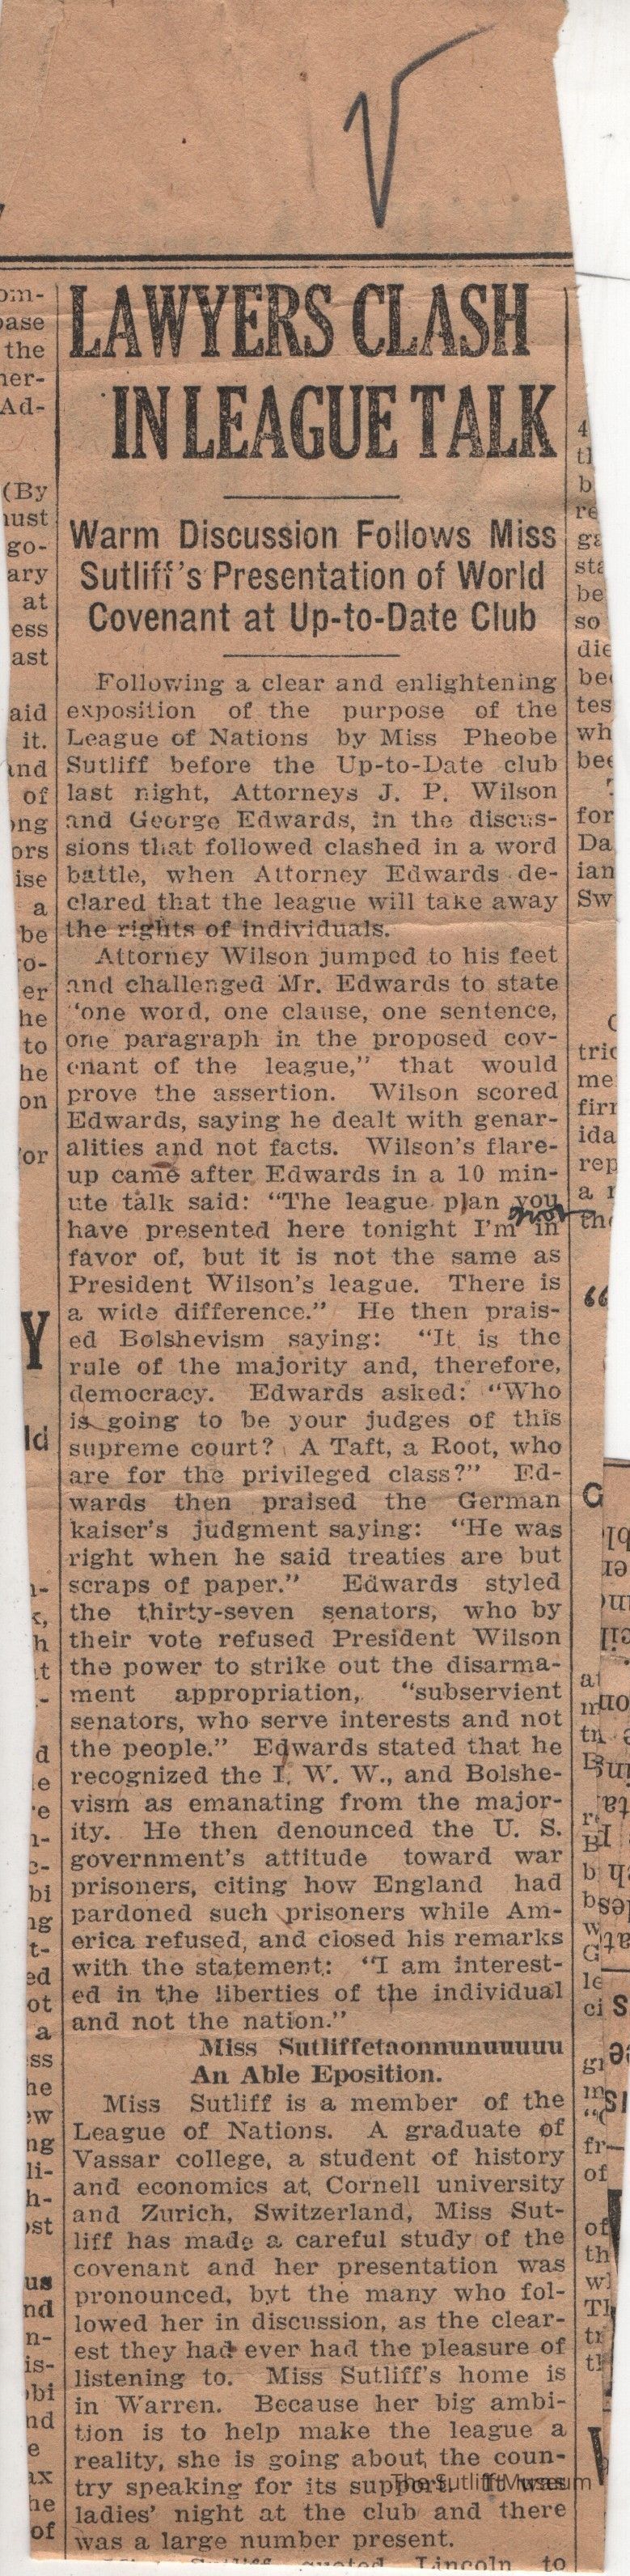 LAWYERS CLASH
IN LEAGUE TALK
Warm Discussion Follows Miss
Sutliff's Presentation of World
Covenant at Up-to-Date Club
Following a clear and enlightening
exposition of the purpose of the
League of Nations by Miss Pheobe
Sutliff before the Up-to-Date club
last night, Attorneys J. P. Wilson
and George Edwards, in the discus-
sions that followed clashed in a word
battle, when Attorney Edwards de-
clared that the league will take away
the rights of individuals.
Attorney Wilson jumped to his feet
and challenged Mr. Edwards to state
'one word, one clause, one sentence,
one paragraph in the proposed cov-
enant of the league," that would
prove the assertion. Wilson scored
Edwards, saying he dealt with genar-
alities and not facts. Wilson's flare-
up came after Edwards in a 10 min-
ute talk said: "The league plan you
have presented here tonight I'm in
favor of, but it is not the same as
President Wilson's league. There is
a wide difference." He then prais-
ed Bolshevism saying: "It is the
rule of the majority and, therefore,
democracy. Edwards asked: "Who
is going to be your judges of this
supreme court? A Taft, a Root, who
are for the privileged class?" Ed-
wards then praised the German
kaiser's judgment saying: "He was
right when he said treaties are but
scraps of paper." Edwards styled
the thirty-seven senators, who by
their vote refused President Wilson
the power to strike out the disarma-
ment appropriation, "subservient
senators, who serve interests and not
the people." Edwards stated that he
recognized the I. W. W., and Bolshe-
vism as emanating from the major-
ity. He then denounced the U. S.
government's attitude toward war
prisoners, citing how England had
pardoned such prisoners while Am-
erica refused, and closed his remarks
with the statement: "I am interest-
ed in the liberties of the individual
and not the nation."
Miss Sutliffetaonnunuuuuu
An Able Eposition.
Miss Sutliff is a member of the
League of Nations. A graduate of
Vassar college, a student of history
and economics at Cornell university
and Zurich, Switzerland, Miss Sut-
liff has made a careful study of the
covenant and her presentation was
pronounced, byt the many who fol-
lowed her in discussion, as the clear-
est they had ever had the pleasure of
listening to. Miss Sutliff's home is
in Warren. Because her big ambi-
tion is to help make the league a
reality, she is going about the coun-
try speaking for its support. It was
ladies' night at the club and there
was a large number present.
Sutliff quoted Lincoln to
The Sutliff Museum